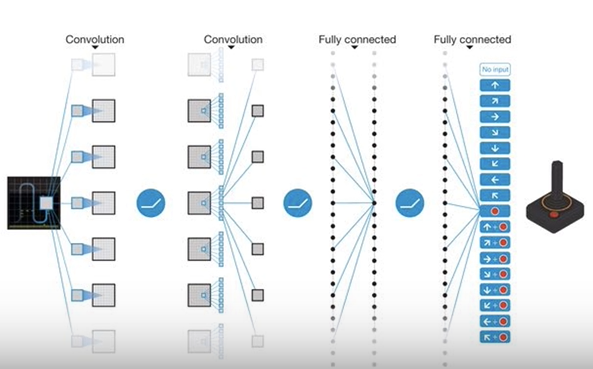 Convolution
Convolution
Fully connected
Fully connected
No input